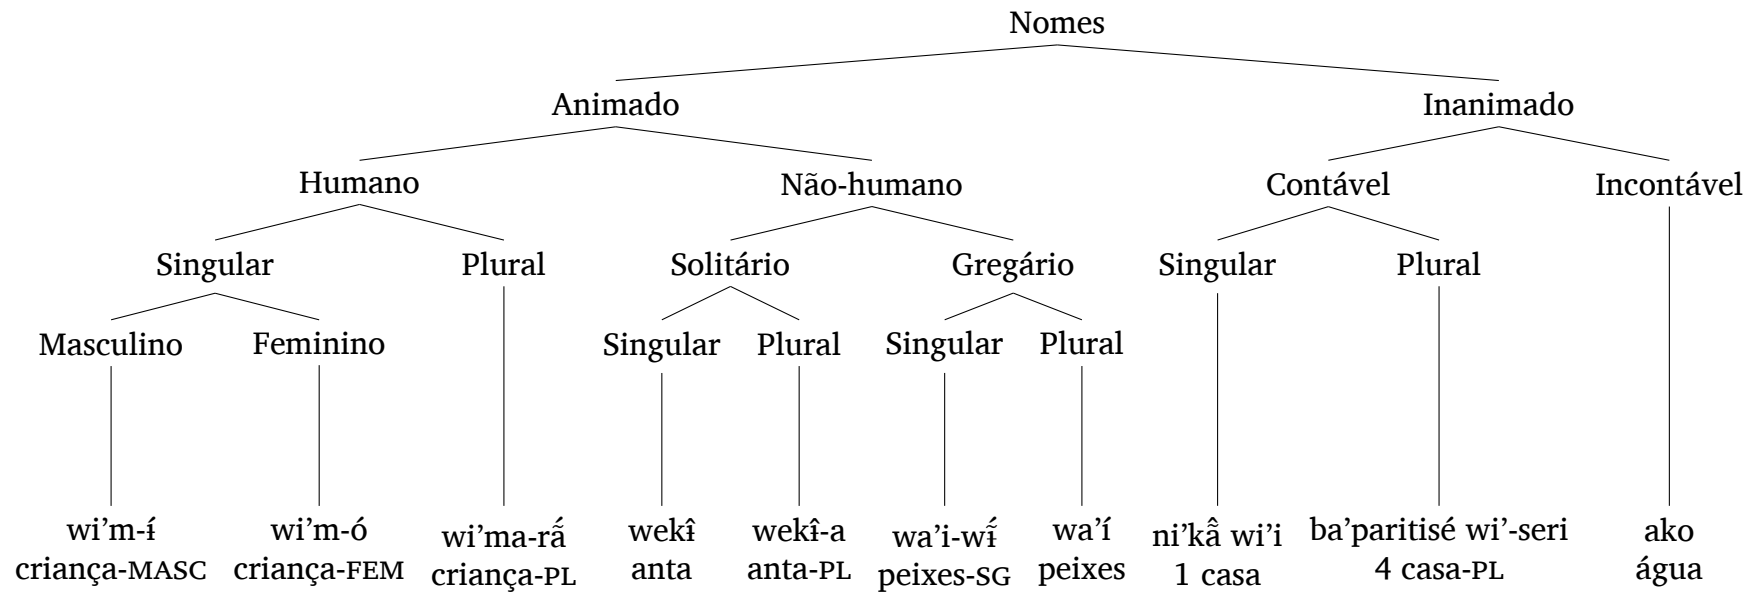 Nomes
Animado Inanimado
Humano Não-humano Contável Incontável
Singular Plural Solitário Gregário Singular Plural
Masculino Feminino Singular Plural Singular Plural
wi’m-ɨ́ wi’m-ó wi’ma-rã́ wekɨ̂ wekɨ̂-a wa’i-wɨ̃́ wa’í ni’kã̂ wi’i ba’paritisé wi’-seri ako
criança-MASC criança-FEM criança-PL anta anta-PL peixes-SG peixes 1 casa 4 casa-PL água